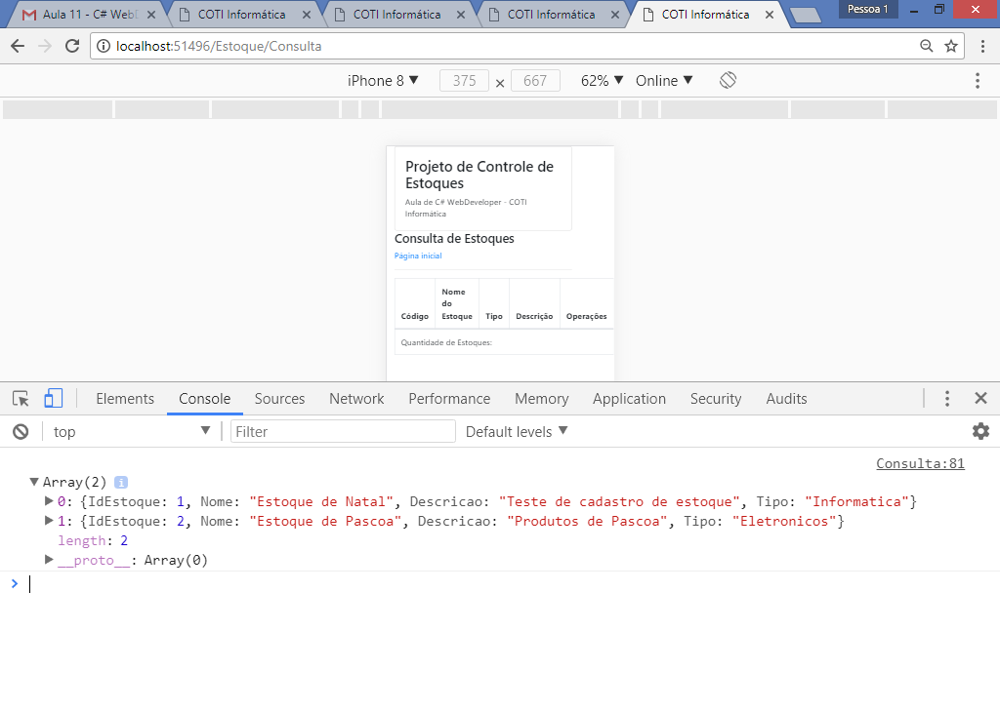 Aula 11 - C# Web
COTI Informática
COTI Informática
COTI Informática
COTI Informática
Pessoa 1
localhost:51496/Estoque/Consulta
iPhone 8 ▼ 375 × 667 62% ▼ Online ▼
Projeto de Controle de
Estoques
Aula de C# WebDeveloper - COTI
Informática
Consulta de Estoques
Página inicial
Código Nome do Estoque Tipo Descrição Operações
Quantidade de Estoques:
Elements Console Sources Network Performance Memory Application Security Audits
top ▼ Filter Default levels ▼
Consulta:81
▼ Array(2) i
▶ 0: {IdEstoque: 1, Nome: "Estoque de Natal", Descricao: "Teste de cadastro de estoque", Tipo: "Informatica"}
▶ 1: {IdEstoque: 2, Nome: "Estoque de Pascoa", Descricao: "Produtos de Pascoa", Tipo: "Eletronicos"}
length: 2
▶ __proto__: Array(0)
>